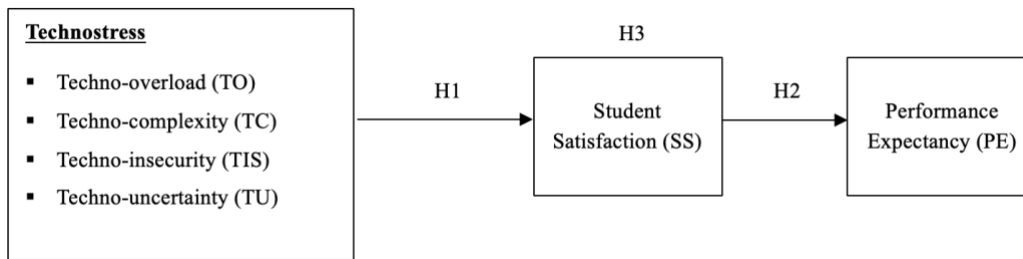 Technostress
▪ Techno-overload (TO)
▪ Techno-complexity (TC)
▪ Techno-insecurity (TIS)
▪ Techno-uncertainty (TU)
H1
H3
Student
Satisfaction (SS)
H2
Performance
Expectancy (PE)